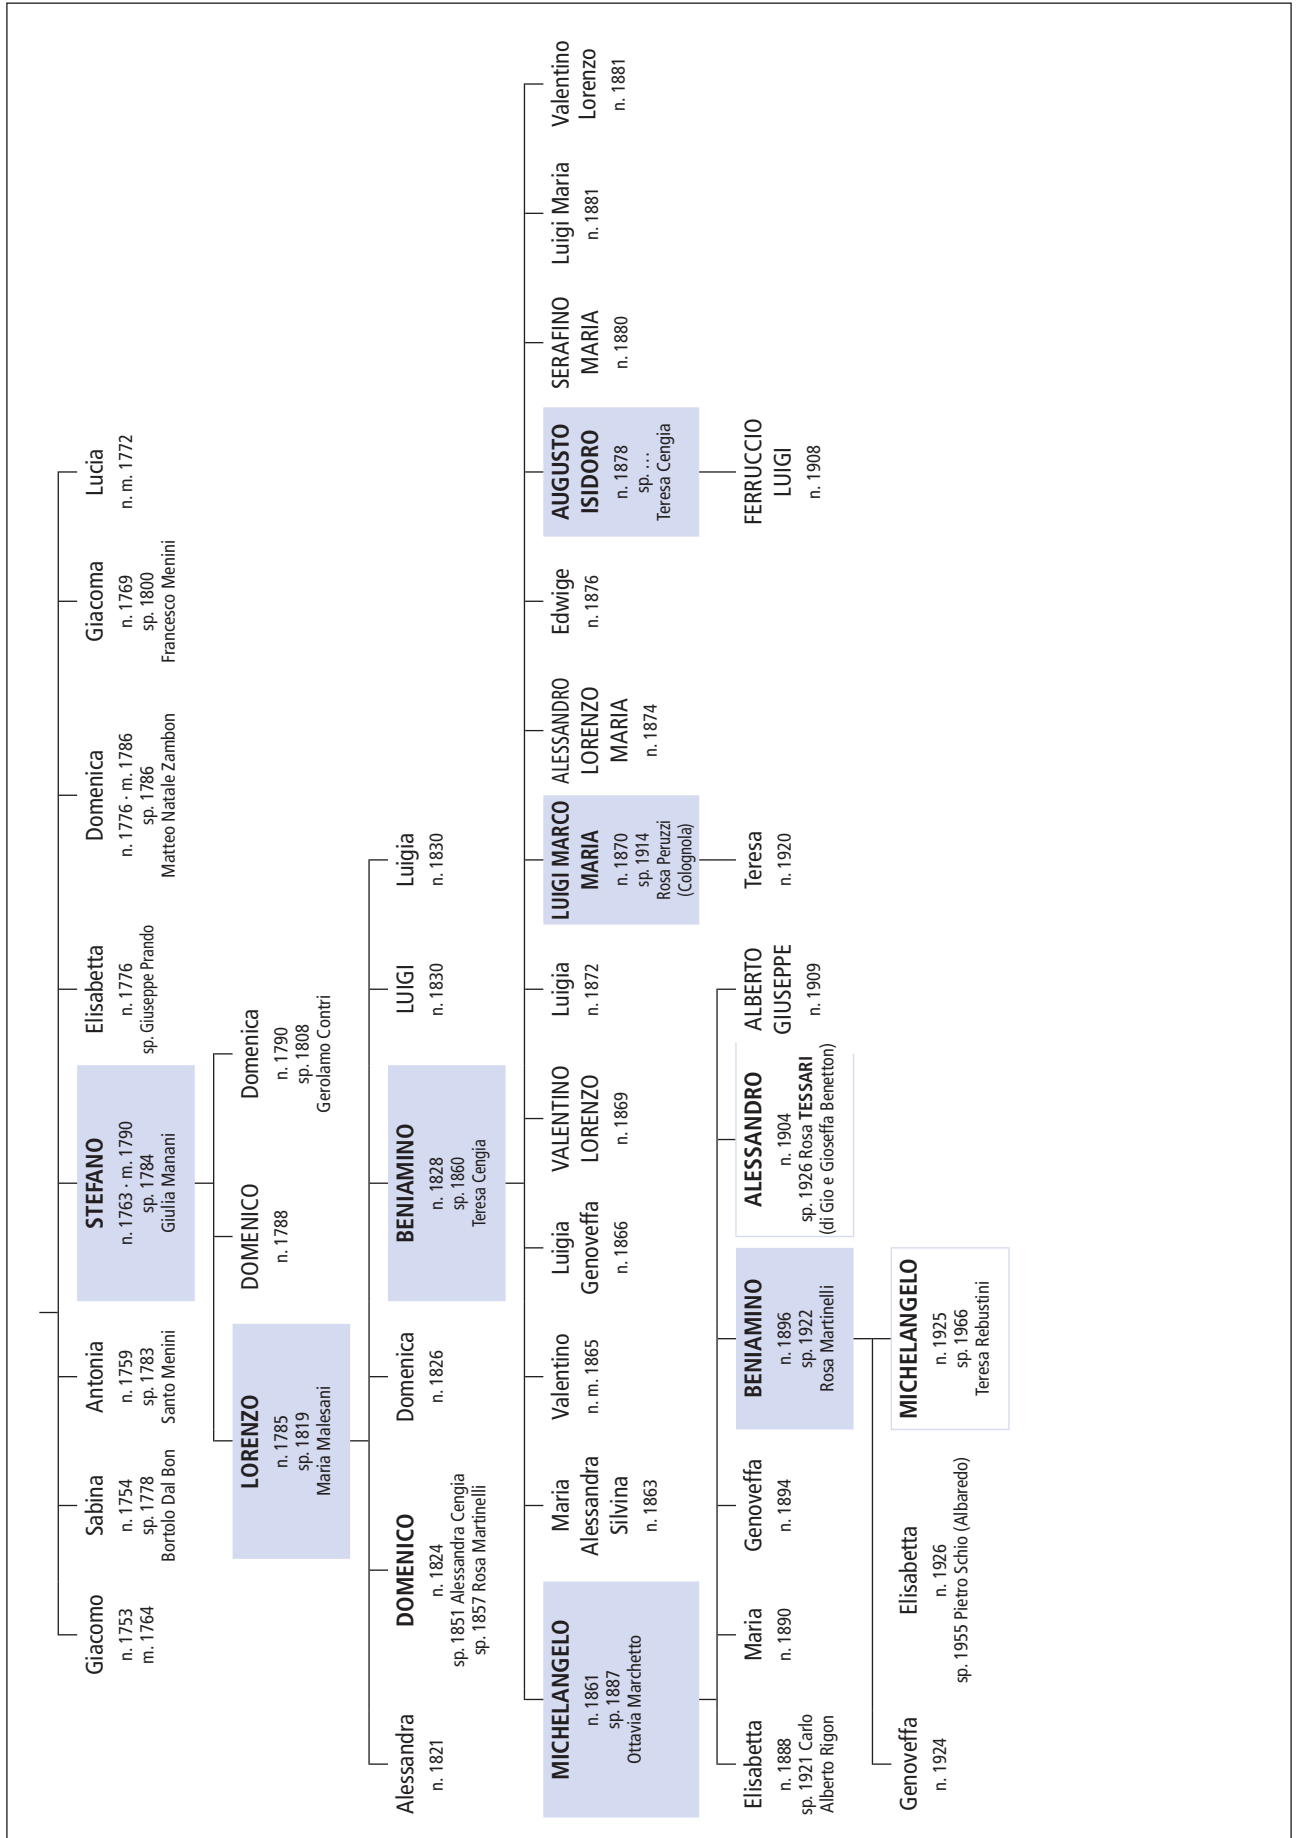 Giacomo
n. 1753
m. 1764
Sabina
n. 1754
sp. 1778
Bortolo Dal Bon
Antonia
n. 1759
sp. 1783
Santo Menini
STEFANO
n. 1763 · m. 1790
sp. 1784
Giulia Manani
Elisabetta
n. 1776
sp. Giuseppe Prando
Domenica
n. 1776 · m. 1786
sp. 1786
Matteo Natale Zambon
Giacoma
n. 1769
sp. 1800
Francesco Menini
Lucia
n. m. 1772
LORENZO
n. 1785
sp. 1819
Maria Malesani
DOMENICO
n. 1788
Domenica
n. 1790
sp. 1808
Gerolamo Contri
Alessandra
n. 1821
DOMENICO
n. 1824
sp. 1851 Alessandra Cengia
sp. 1857 Rosa Martinelli
Domenica
n. 1826
BENIAMINO
n. 1828
sp. 1860
Teresa Cengia
LUIGI
n. 1830
Luigia
n. 1830
MICHELANGELO
n. 1861
sp. 1887
Ottavia Marchetto
Maria
Alessandra
Silvina
n. 1863
Valentino
n. m. 1865
Luigia
Genoveffa
n. 1866
VALENTINO
LORENZO
n. 1869
Luigia
n. 1872
LUIGI MARCO
MARIA
n. 1870
sp. 1914
Rosa Peruzzi
(Colognola)
ALESSANDRO
LORENZO
MARIA
n. 1874
Edwige
n. 1876
AUGUSTO
ISIDORO
n. 1878
sp. ...
Teresa Cengia
SERAFINO
MARIA
n. 1880
Luigi Maria
n. 1881
Valentino
Lorenzo
n. 1881
Elisabetta
n. 1888
sp. 1921 Carlo
Alberto Rigon
Maria
n. 1890
Genoveffa
n. 1894
BENIAMINO
n. 1896
sp. 1922
Rosa Martinelli
ALESSANDRO
n. 1904
sp. 1926 Rosa TESSARI
(di Gio e Gioseffa Benetton)
ALBERTO
GIUSEPPE
n. 1909
Teresa
n. 1920
FERRUCCIO
LUIGI
n. 1908
Genoveffa
n. 1924
Elisabetta
n. 1926
sp. 1955 Pietro Schio (Albaredo)
MICHELANGELO
n. 1925
sp. 1966
Teresa Rebustini